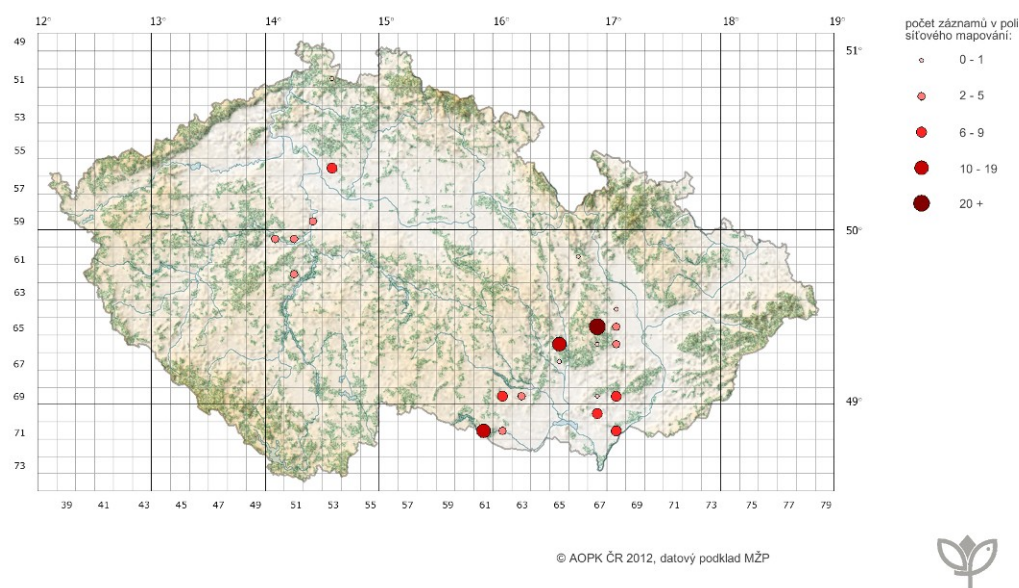 12° 13° 14° 15° 16° 17° 18° 19°
49
51
53
55
57
59
61
63
65
67
69
71
73
51°
50°
49°
39 41 43 45 47 49 51 53 55 57 59 61 63 65 67 69 71 73 75 77 79
počet záznamů v poli
síťového mapování:
0 - 1
2 - 5
6 - 9
10 - 19
20 +
© AOPK ČR 2012, datový podklad MŽP